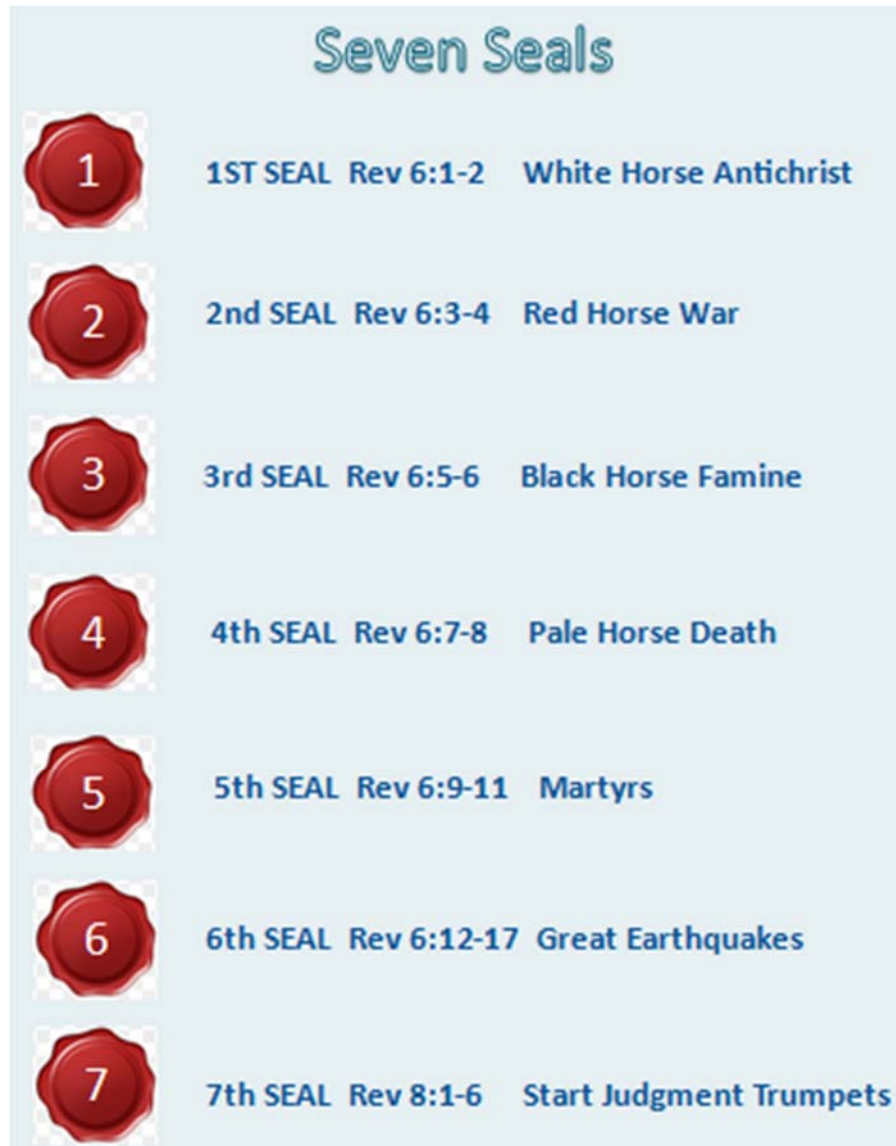 Seven Seals
1 1ST SEAL Rev 6:1-2 White Horse Antichrist
2 2nd SEAL Rev 6:3-4 Red Horse War
3 3rd SEAL Rev 6:5-6 Black Horse Famine
4 4th SEAL Rev 6:7-8 Pale Horse Death
5 5th SEAL Rev 6:9-11 Martyrs
6 6th SEAL Rev 6:12-17 Great Earthquakes
7 7th SEAL Rev 8:1-6 Start Judgment Trumpets